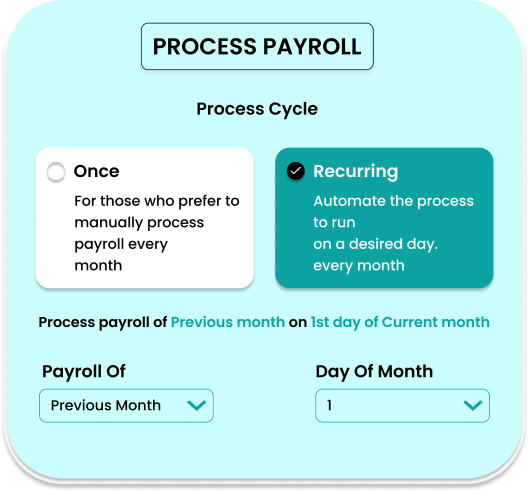 PROCESS PAYROLL
Process Cycle
Once
For those who prefer to
manually process
payroll every
month
Recurring
Automate the process
to run
on a desired day.
every month
Process payroll of Previous month on 1st day of Current month
Payroll Of
Previous Month
Day Of Month
1